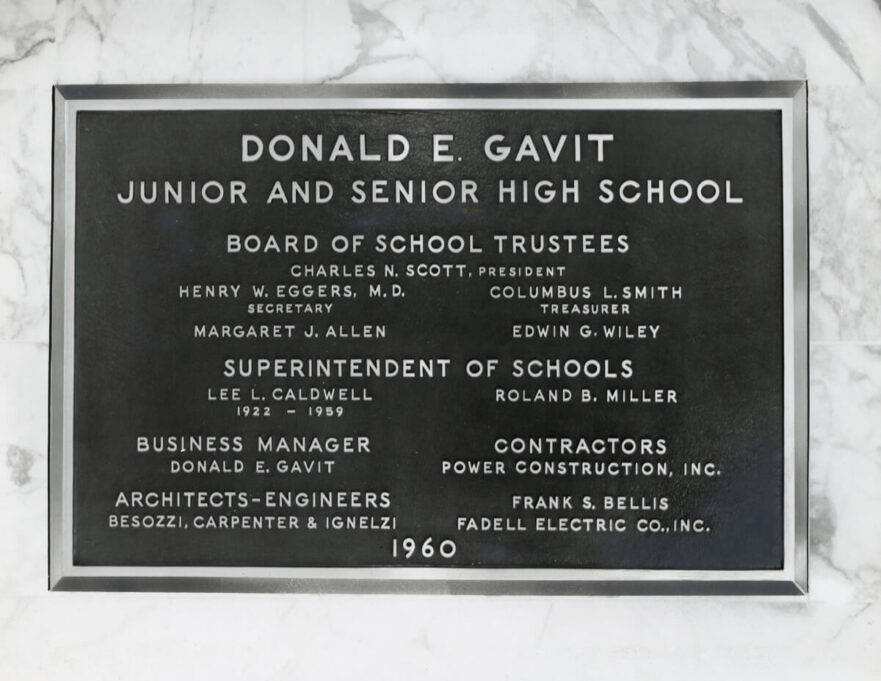 DONALD E. GAVIT
JUNIOR AND SENIOR HIGH SCHOOL
BOARD OF SCHOOL TRUSTEES
CHARLES N. SCOTT, PRESIDENT
HENRY W. EGGERS, M.D.
SECRETARY
COLUMBUS L. SMITH
TREASURER
MARGARET J. ALLEN
EDWIN G. WILEY
SUPERINTENDENT OF SCHOOLS
LEE L. CALDWELL
1922 - 1959
ROLAND B. MILLER
BUSINESS MANAGER
DONALD E. GAVIT
CONTRACTORS
POWER CONSTRUCTION, INC.
ARCHITECTS-ENGINEERS
BESOZZI, CARPENTER & IGNELZI
FRANK S. BELLIS
FADELL ELECTRIC CO., INC.
1960